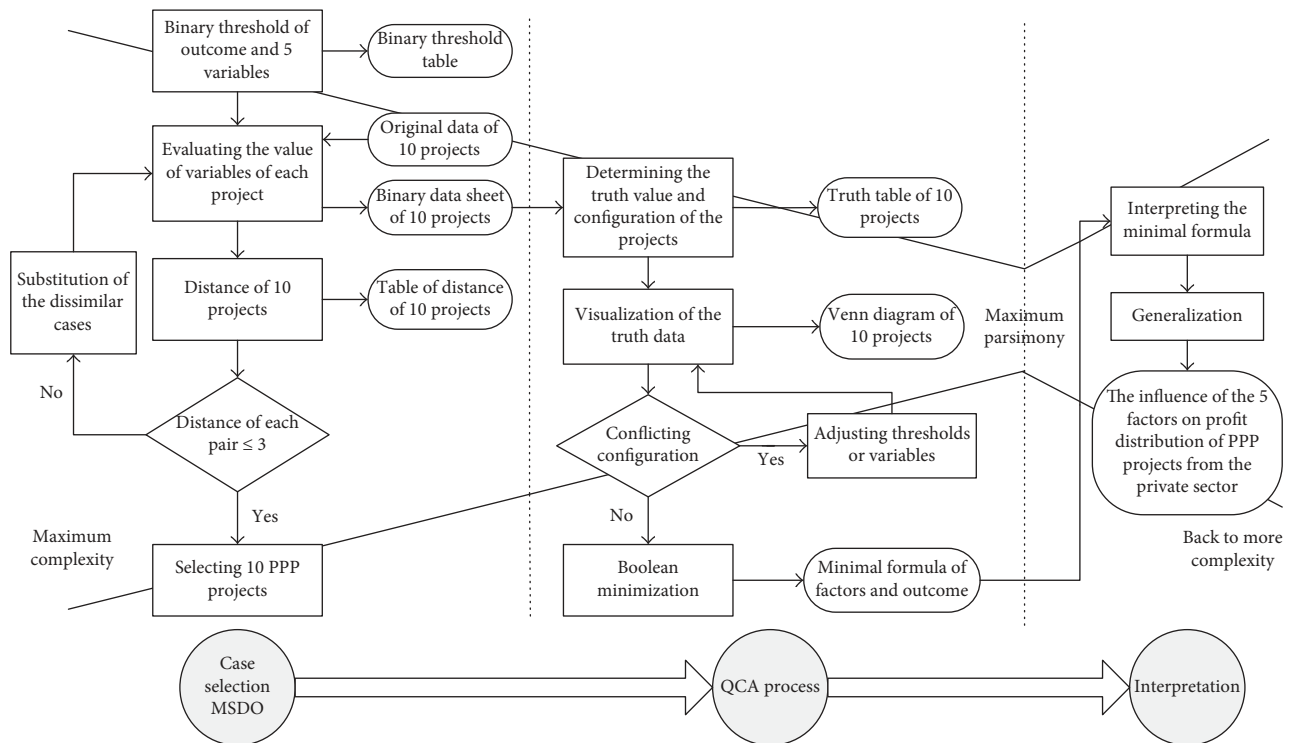 Binary threshold of
outcome and 5
variables
Binary threshold
table
Evaluating the value
of variables of each
project
Original data of
10 projects
Binary data sheet
of 10 projects
Substitution of
the dissimilar
cases
Distance of 10
projects
Table of distance
of 10 projects
No
Distance of each
pair ≤ 3
Yes
Maximum
complexity
Selecting 10 PPP
projects
Determining the
truth value and
configuration of the
projects
Truth table of 10
projects
Visualization of the
truth data
Venn diagram of
10 projects
Maximum
parsimony
Conflicting
configuration
Yes
Adjusting thresholds
or variables
No
Boolean
minimization
Minimal formula of
factors and outcome
Interpreting the
minimal formula
Generalization
The influence of the 5
factors on profit
distribution of PPP
projects from the
private sector
Back to more
complexity
Case
selection
MSDO
QCA process
Interpretation